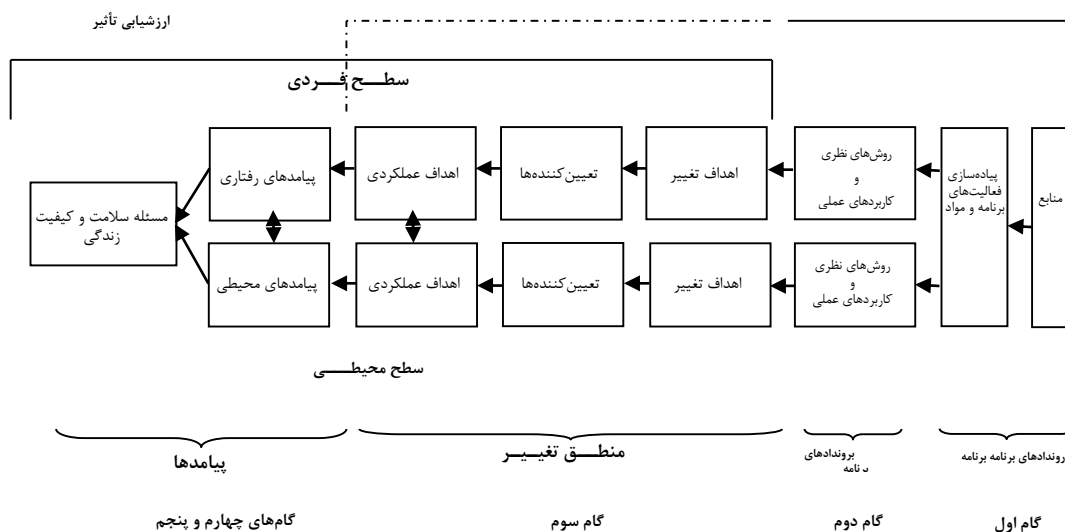 ارزشیابی تأثیر
سطح فردی
منابع
پیاده‌سازی
فعالیت‌های
برنامه و مواد
روش‌های نظری
و
کاربردهای عملی
اهداف تغییر
تعیین‌کننده‌ها
اهداف عملکردی
پیامدهای رفتاری
مسئله سلامت و کیفیت
زندگی
روش‌های نظری
و
کاربردهای عملی
اهداف تغییر
تعیین‌کننده‌ها
اهداف عملکردی
پیامدهای محیطی
سطح محیطی
روندادهای برنامه برنامه
بروندادهای
برنامه
منطق تغییر
پیامدها
گام اول
گام دوم
گام سوم
گام‌های چهارم و پنجم